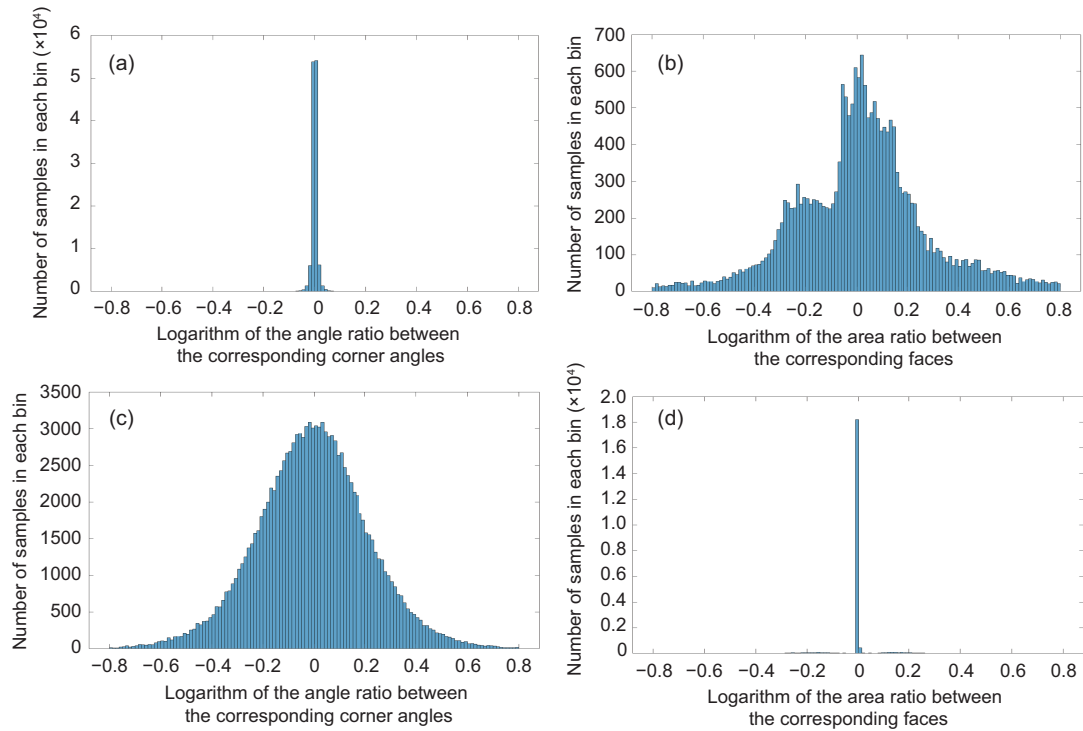 (a)
Number of samples in each bin (×10⁴)
6
5
4
3
2
1
0
−0.8 −0.6 −0.4 −0.2 0 0.2 0.4 0.6 0.8
Logarithm of the angle ratio between
the corresponding corner angles
(b)
Number of samples in each bin
700
600
500
400
300
200
100
0
−0.8 −0.6 −0.4 −0.2 0 0.2 0.4 0.6 0.8
Logarithm of the area ratio between
the corresponding faces
(c)
Number of samples in each bin
3500
3000
2500
2000
1500
1000
500
0
−0.8 −0.6 −0.4 −0.2 0 0.2 0.4 0.6 0.8
Logarithm of the angle ratio between
the corresponding corner angles
(d)
Number of samples in each bin (×10⁴)
2.0
1.8
1.6
1.4
1.2
1.0
0.8
0.6
0.4
0.2
0
−0.8 −0.6 −0.4 −0.2 0 0.2 0.4 0.6 0.8
Logarithm of the area ratio between
the corresponding faces